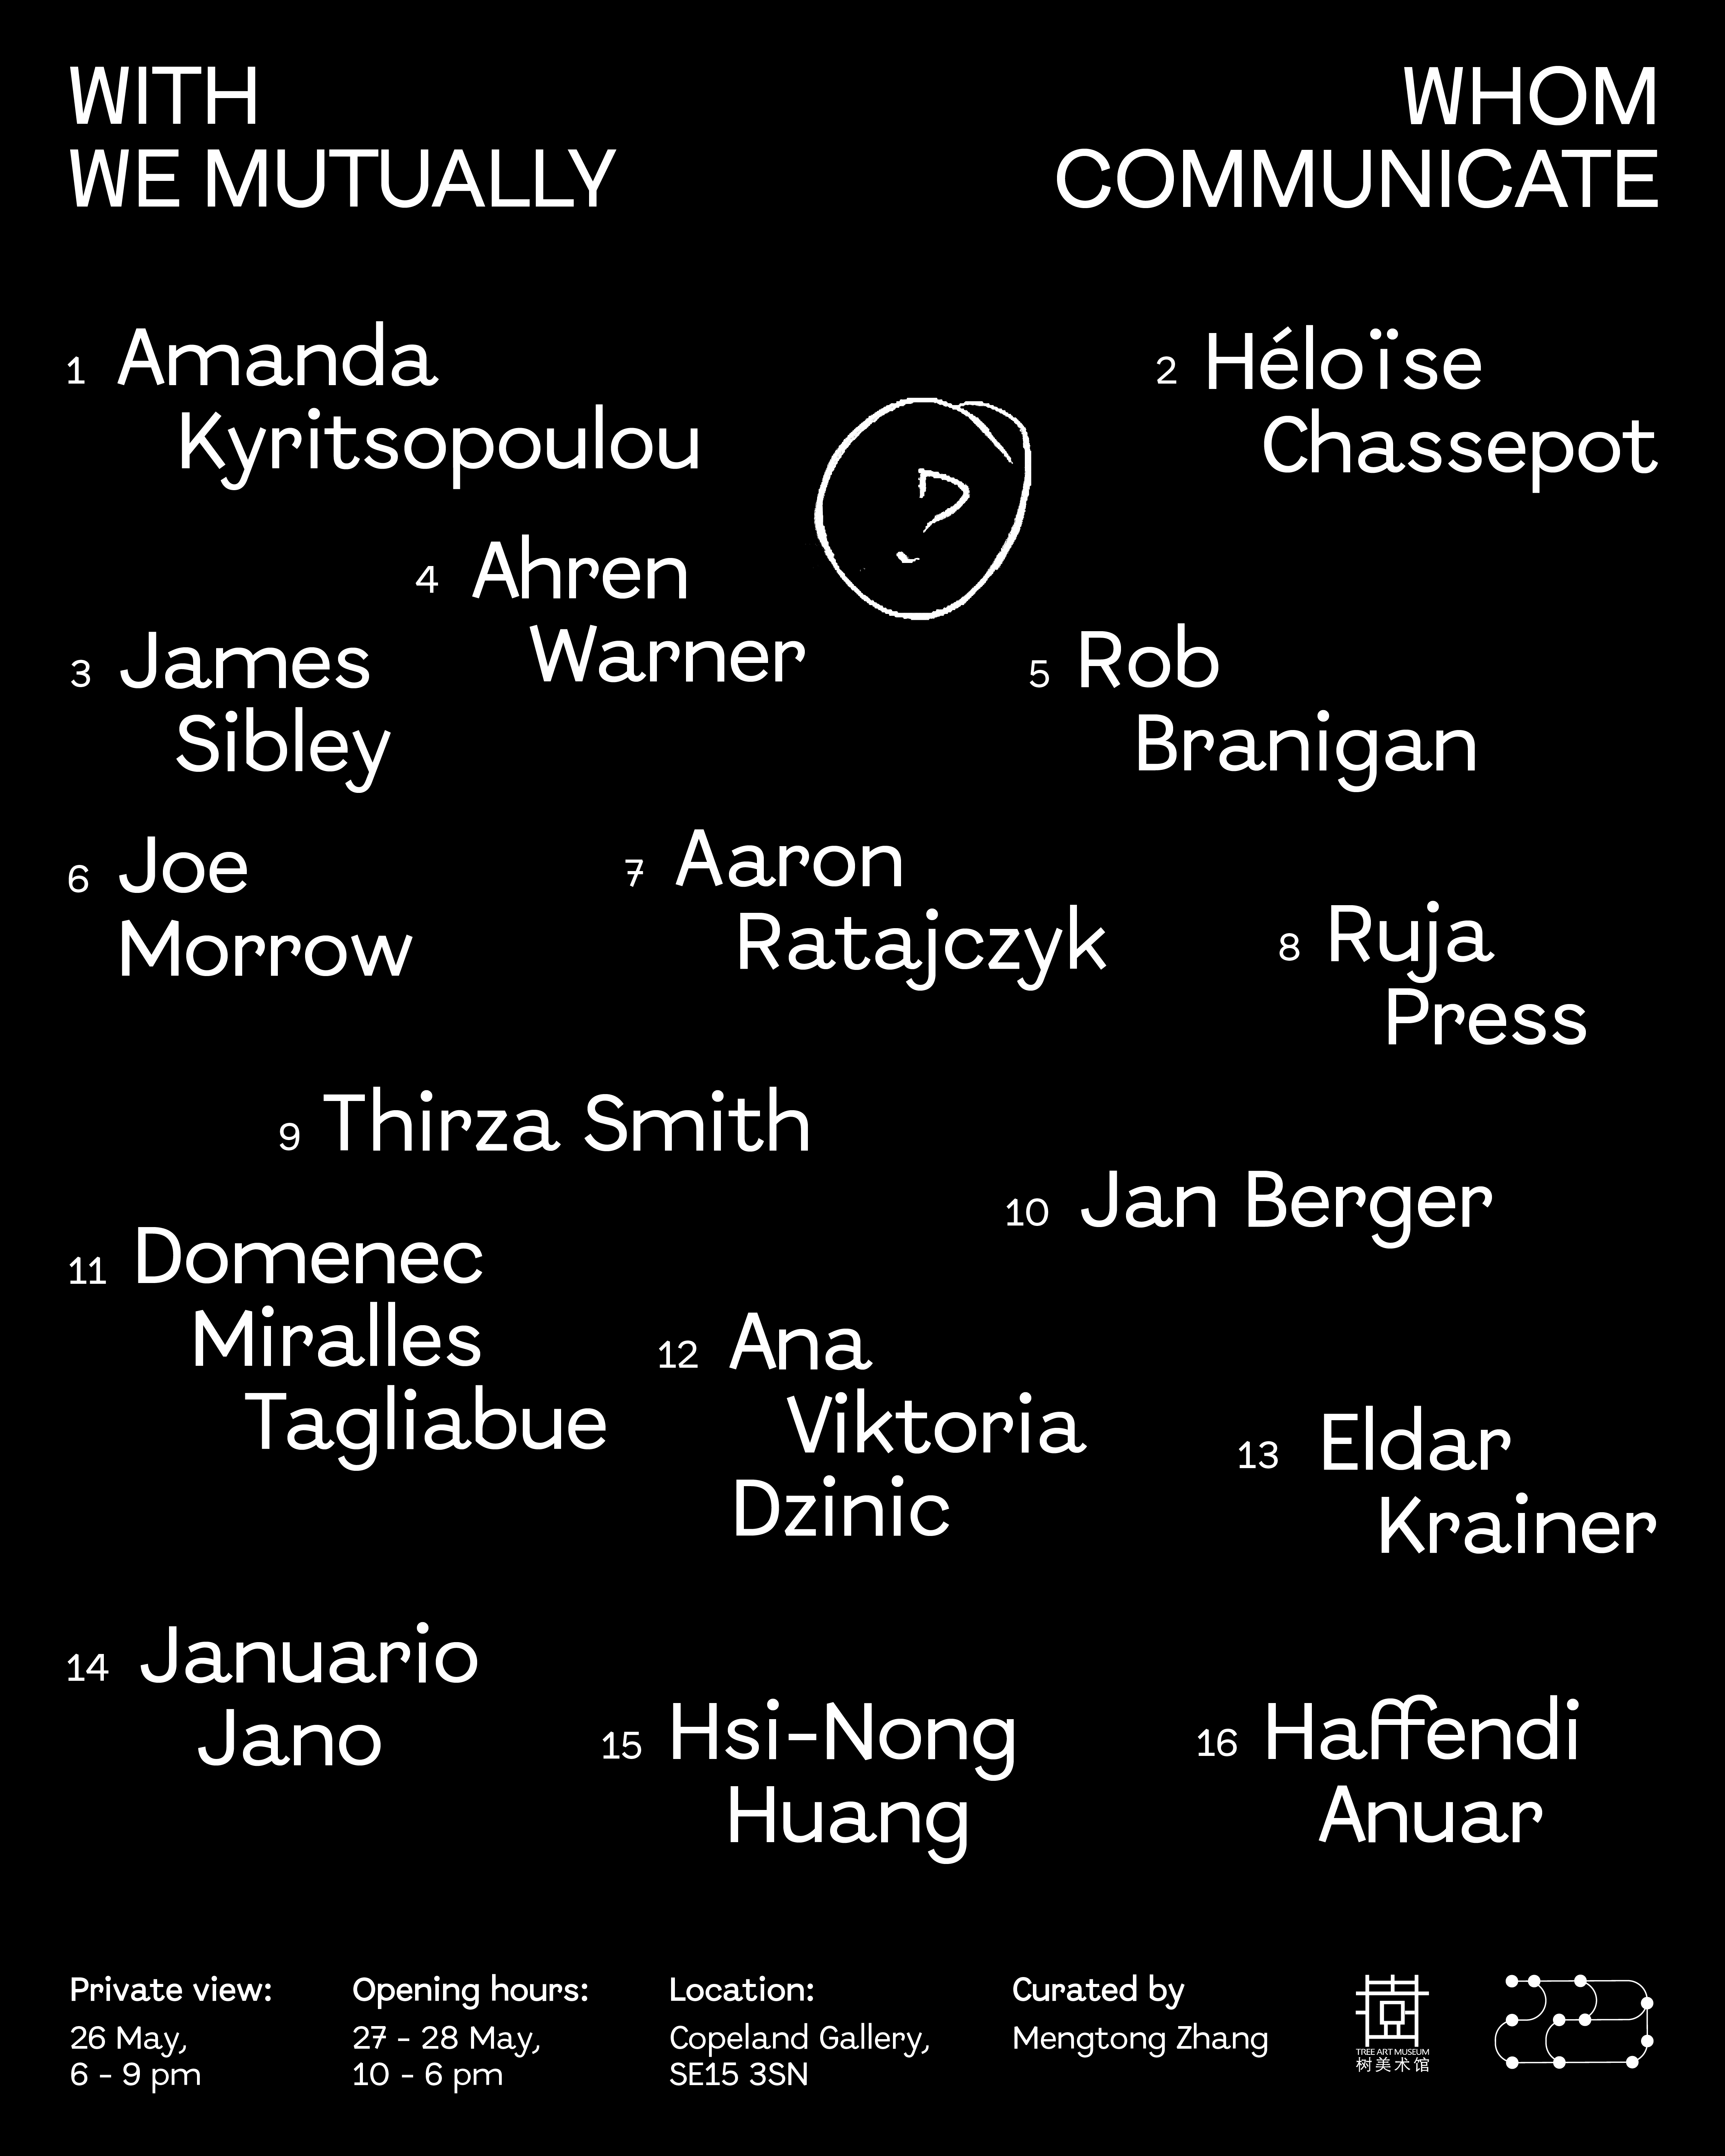 WITH WHOM
WE MUTUALLY COMMUNICATE
1 Amanda
Kyritsopoulou
2 Héloïse
Chassepot
?
4 Ahren
Warner
3 James
Sibley
5 Rob
Branigan
6 Joe
Morrow
7 Aaron
Ratajczyk
8 Ruja
Press
9 Thirza Smith
10 Jan Berger
11 Domenec
Miralles
Tagliabue
12 Ana
Viktoria
Dzinic
13 Eldar
Krainer
14 Januario
Jano
15 Hsi-Nong
Huang
16 Haffendi
Anuar
Private view:
26 May,
6 - 9 pm
Opening hours:
27 - 28 May,
10 - 6 pm
Location:
Copeland Gallery,
SE15 3SN
Curated by
Mengtong Zhang
TREE ART MUSEUM
树美术馆